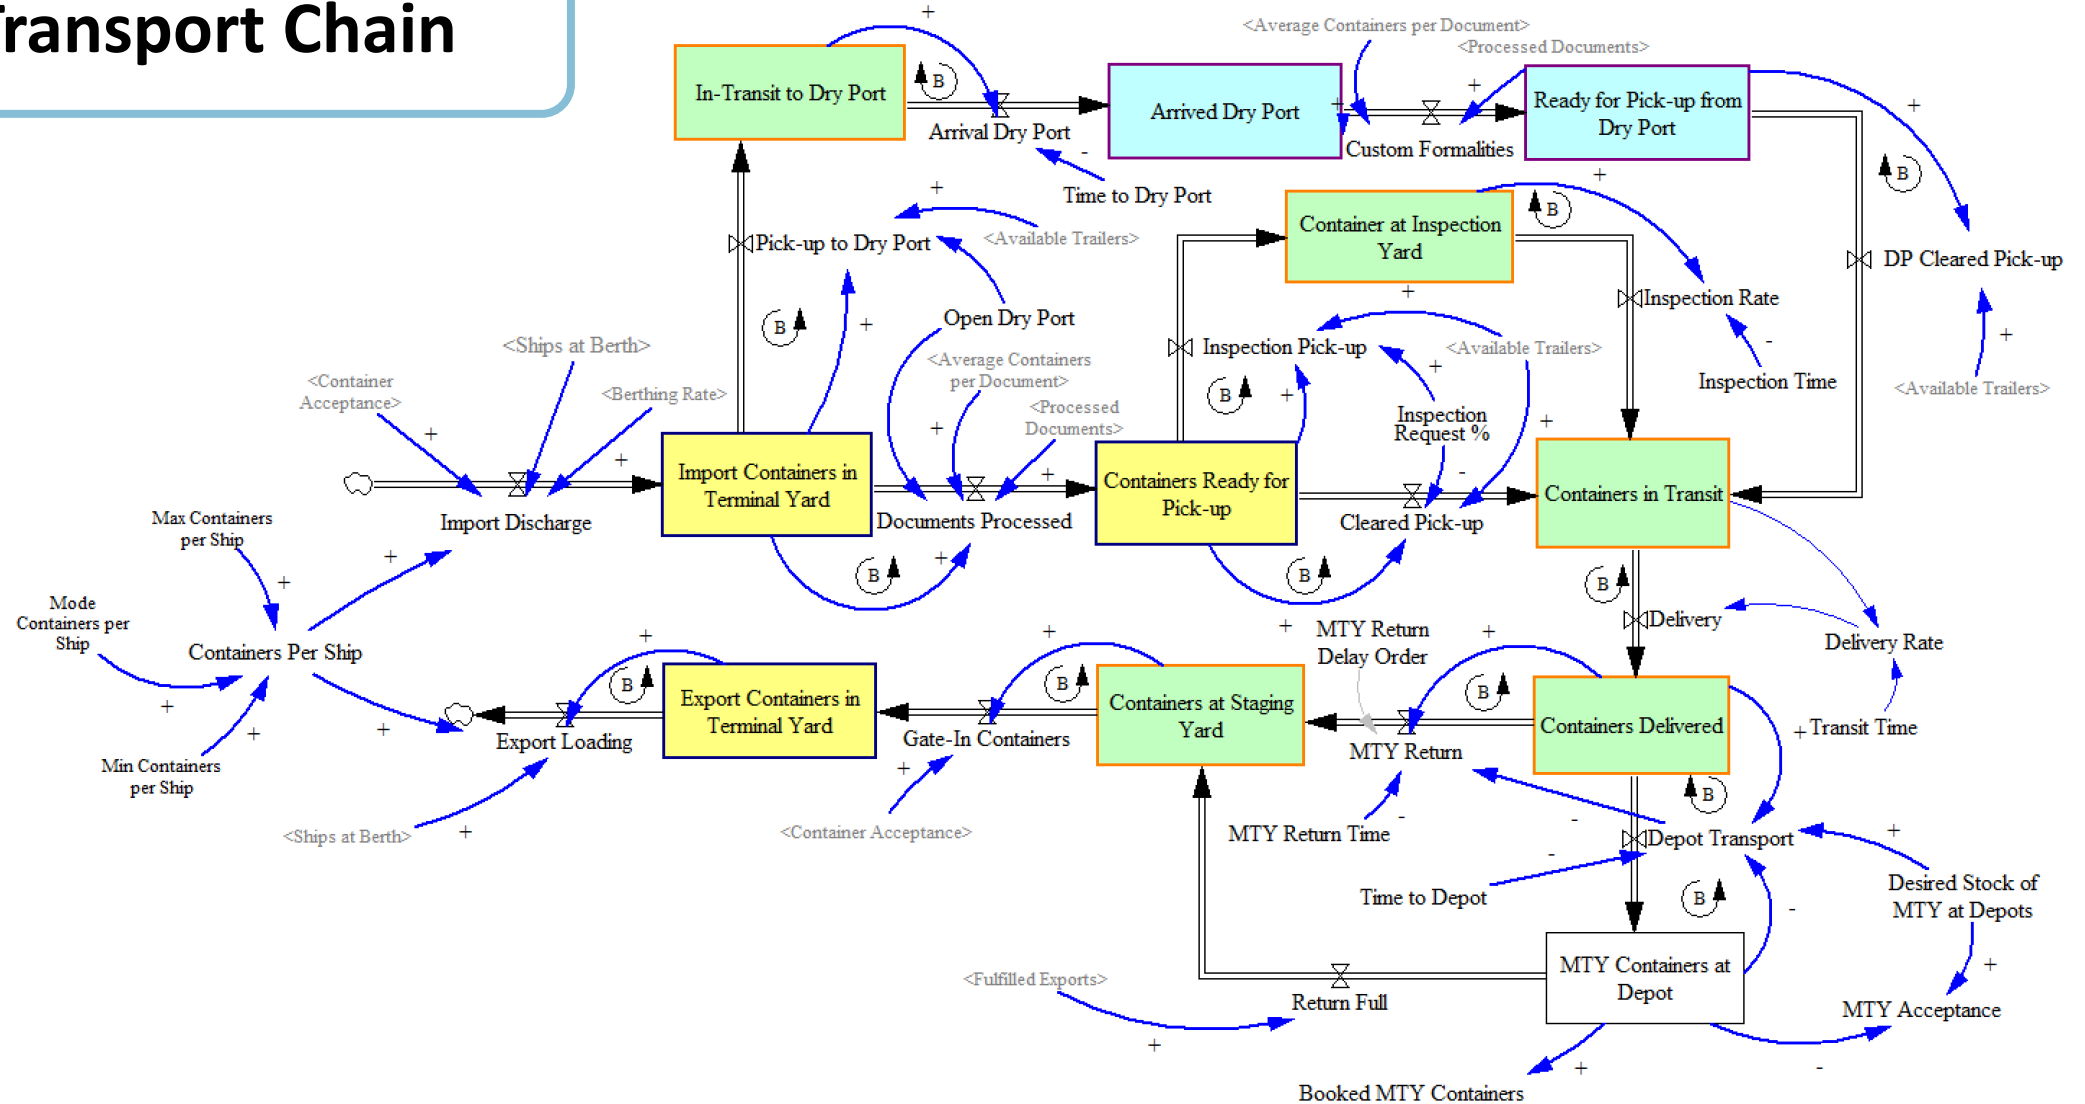 Transport Chain
+
<Average Containers per Document>
<Processed Documents>
In-Transit to Dry Port
B
+
Arrived Dry Port
+
Ready for Pick-up from
Dry Port
+
Arrival Dry Port
-
Custom Formalities
Time to Dry Port
+
B
+
Container at Inspection
Yard
B
Pick-up to Dry Port
<Available Trailers>
DP Cleared Pick-up
+
Inspection Rate
B
+
Open Dry Port
-
+
<Ships at Berth>
Inspection Pick-up
<Available Trailers>
<Average Containers
per Document>
+
Inspection Time
<Available Trailers>
<Container
Acceptance>
<Berthing Rate>
B
+
<Processed
Documents>
Inspection
Request %
+
+
+
+
+
-
Import Containers in
Terminal Yard
Containers Ready for
Pick-up
Containers in Transit
Import Discharge
Documents Processed
Cleared Pick-up
Max Containers
per Ship
+
+
+
B
B
B
Mode
Containers per
Ship
Delivery
Containers Per Ship
+
+
+
MTY Return
Delay Order
+
Delivery Rate
B
Export Containers in
Terminal Yard
B
Containers at Staging
Yard
B
Containers Delivered
+
+
+
+
Transit Time
Export Loading
Gate-In Containers
MTY Return
Min Containers
per Ship
+
B
<Ships at Berth>
+
<Container Acceptance>
MTY Return Time
-
-
Depot Transport
+
-
Time to Depot
B
-
Desired Stock of
MTY at Depots
MTY Containers at
Depot
+
<Fulfilled Exports>
Return Full
MTY Acceptance
+
+
-
Booked MTY Containers